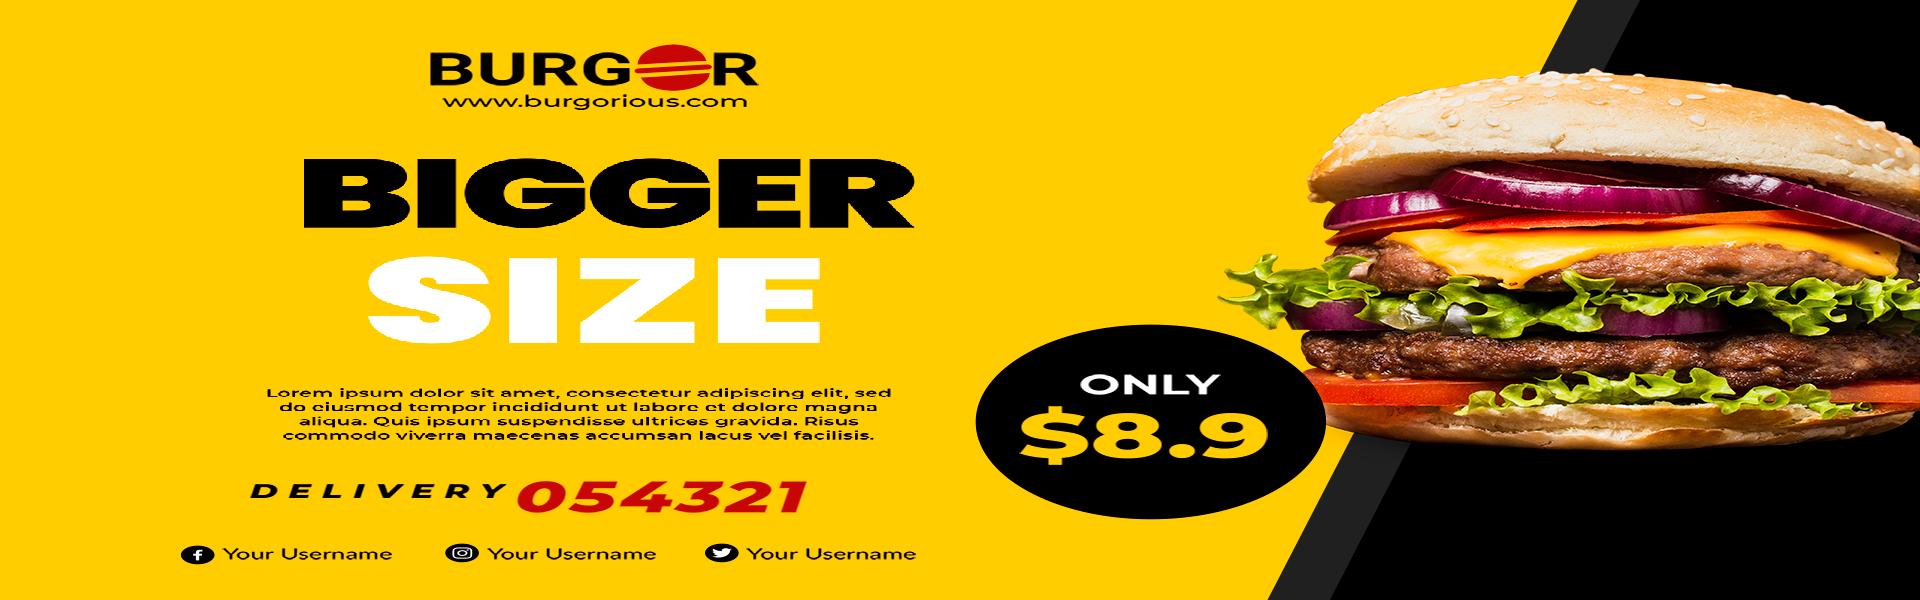 BURGOR
www.burgorious.com
BIGGER
SIZE
Lorem ipsum dolor sit amet, consectetur adipiscing elit, sed
do eiusmod tempor incididunt ut labore et dolore magna
aliqua. Quis ipsum suspendisse ultrices gravida. Risus
commodo viverra maecenas accumsan lacus vel facilisis.
ONLY
$8.9
DELIVERY 054321
Your Username Your Username Your Username